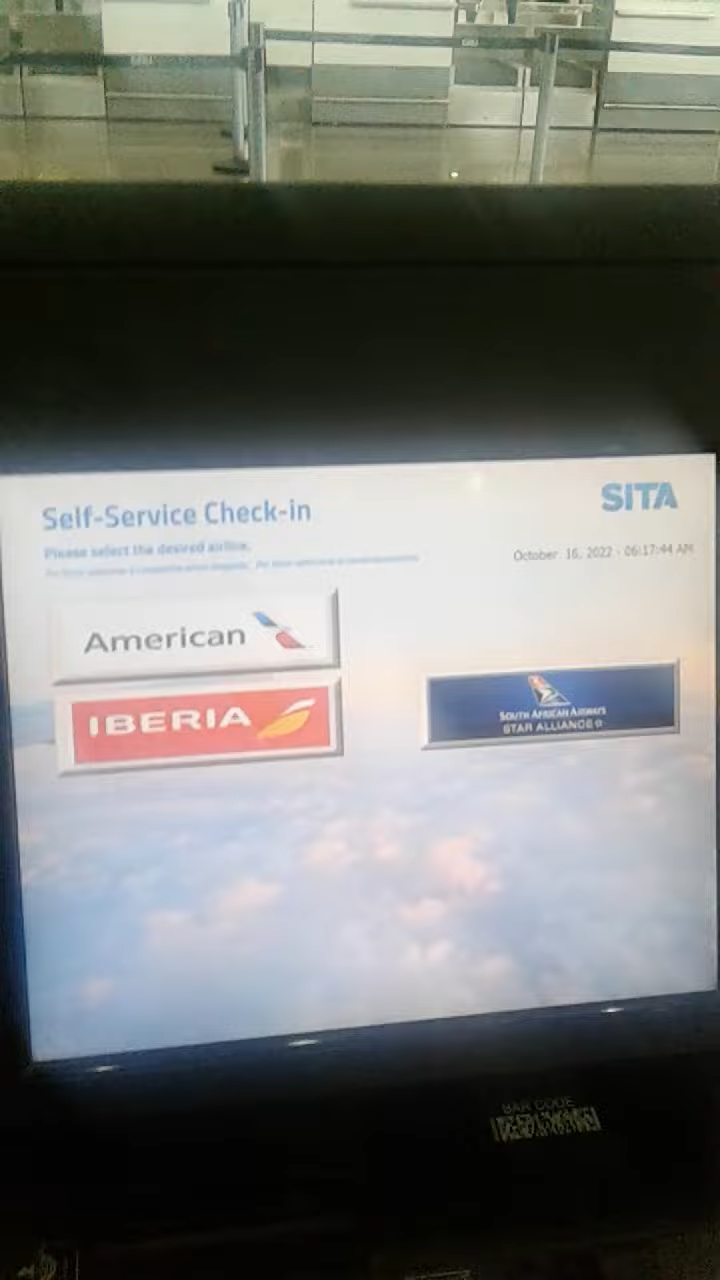 Self-Service Check-in
SITA
Please select the desired airline.
October 16, 2022 - 06:17:44 AM
American
IBERIA
SOUTH AFRICAN AIRWAYS
STAR ALLIANCE
BAR CODE